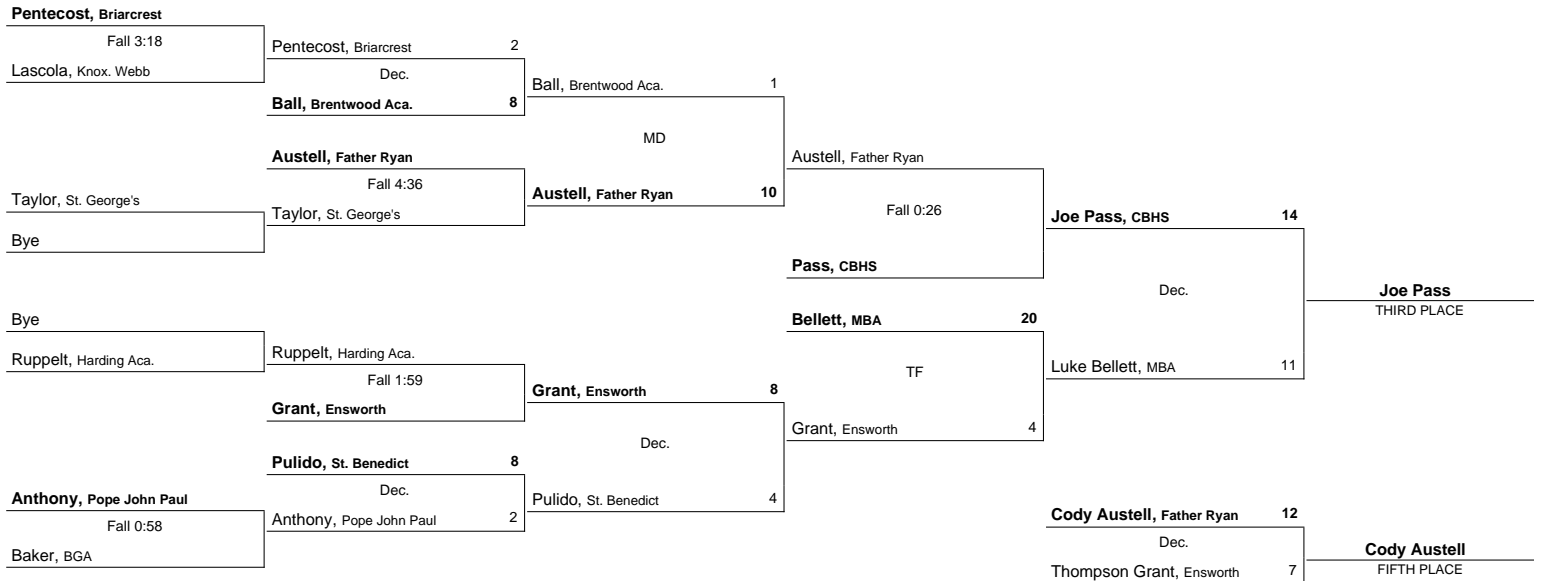 Pentecost, Briarcrest
Fall 3:18
Lascola, Knox. Webb
Taylor, St. George's
Bye
Bye
Ruppelt, Harding Aca.
Anthony, Pope John Paul
Fall 0:58
Baker, BGA
Pentecost, Briarcrest 2
Dec.
Ball, Brentwood Aca. 8
Austell, Father Ryan
Fall 4:36
Taylor, St. George's
Ruppelt, Harding Aca.
Fall 1:59
Grant, Ensworth
Pulido, St. Benedict 8
Dec.
Anthony, Pope John Paul 2
Ball, Brentwood Aca. 1
MD
Austell, Father Ryan 10
Grant, Ensworth 8
Dec.
Pulido, St. Benedict 4
Austell, Father Ryan
Fall 0:26
Pass, CBHS
Bellett, MBA 20
TF
Grant, Ensworth 4
Joe Pass, CBHS 14
Dec.
Luke Bellett, MBA 11
Joe Pass
THIRD PLACE
Cody Austell, Father Ryan 12
Dec.
Thompson Grant, Ensworth 7
Cody Austell
FIFTH PLACE